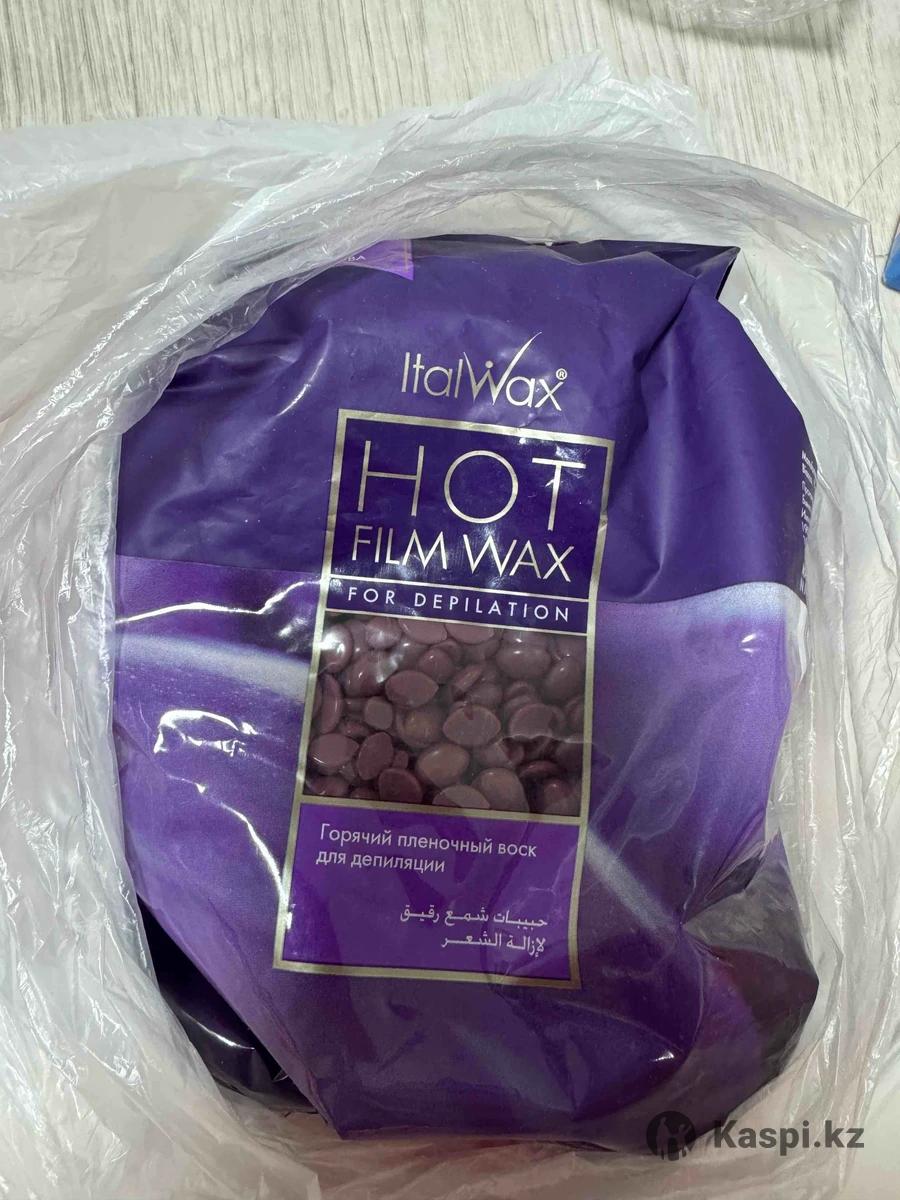 ItalWax®
HOT
FILM WAX
FOR DEPILATION
Горячий пленочный воск
для депиляции
حبيبات شمع رقيق
لإزالة الشعر
Kaspi.kz